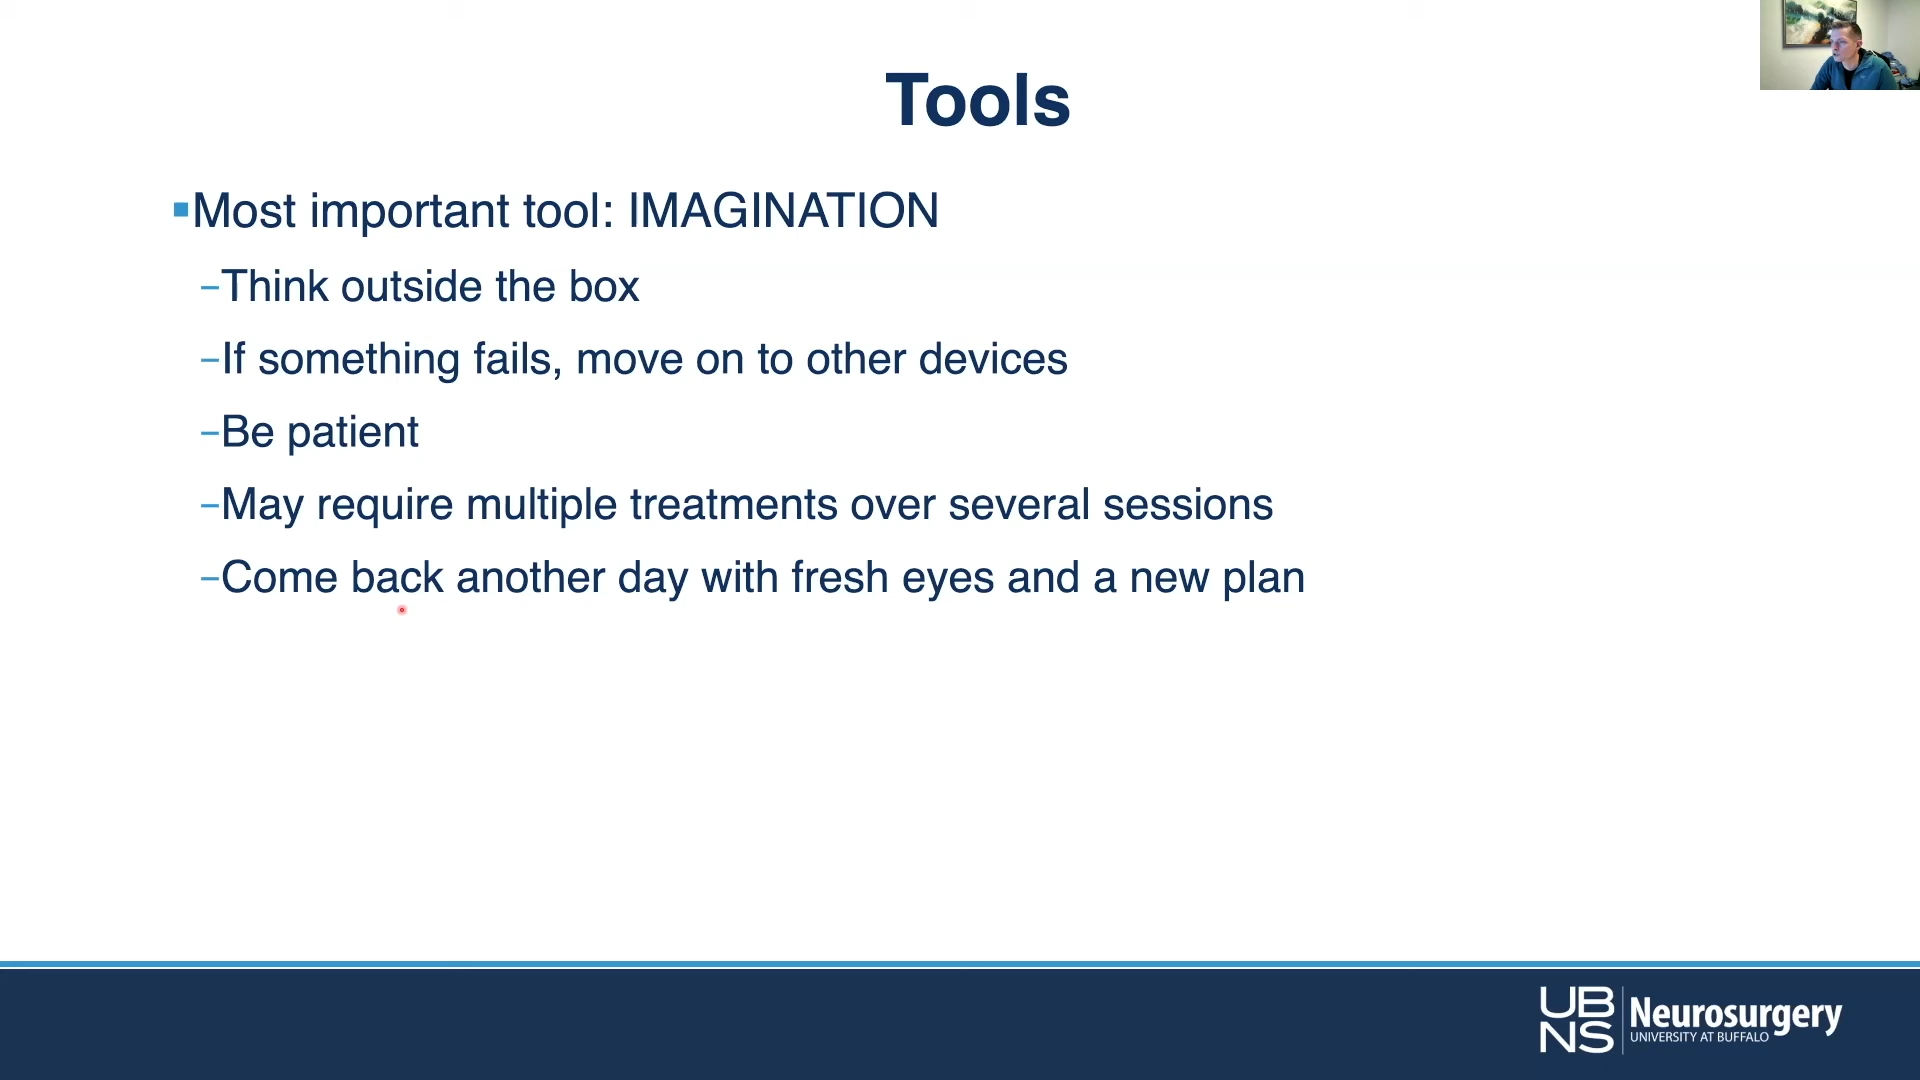 Tools
▪Most important tool: IMAGINATION
–Think outside the box
–If something fails, move on to other devices
–Be patient
–May require multiple treatments over several sessions
–Come back another day with fresh eyes and a new plan
UB
NS
Neurosurgery
UNIVERSITY AT BUFFALO